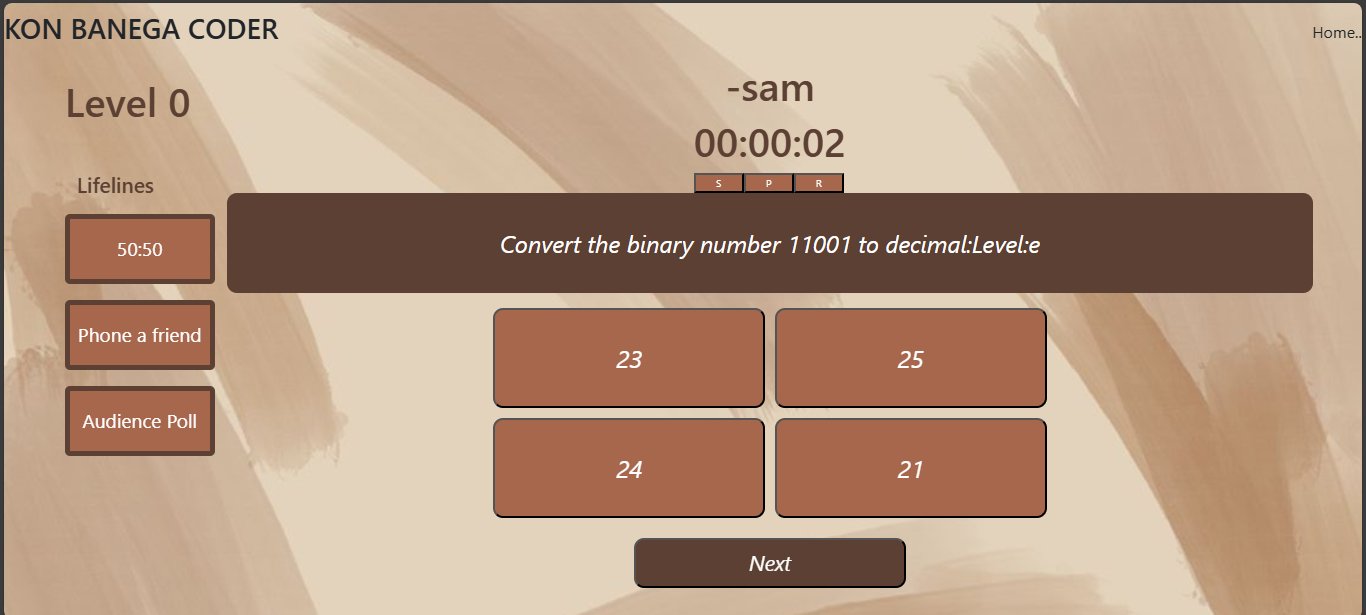 KON BANEGA CODER
Home..
Level 0
-sam
00:00:02
S P R
Lifelines
50:50
Phone a friend
Audience Poll
Convert the binary number 11001 to decimal:Level:e
23
25
24
21
Next